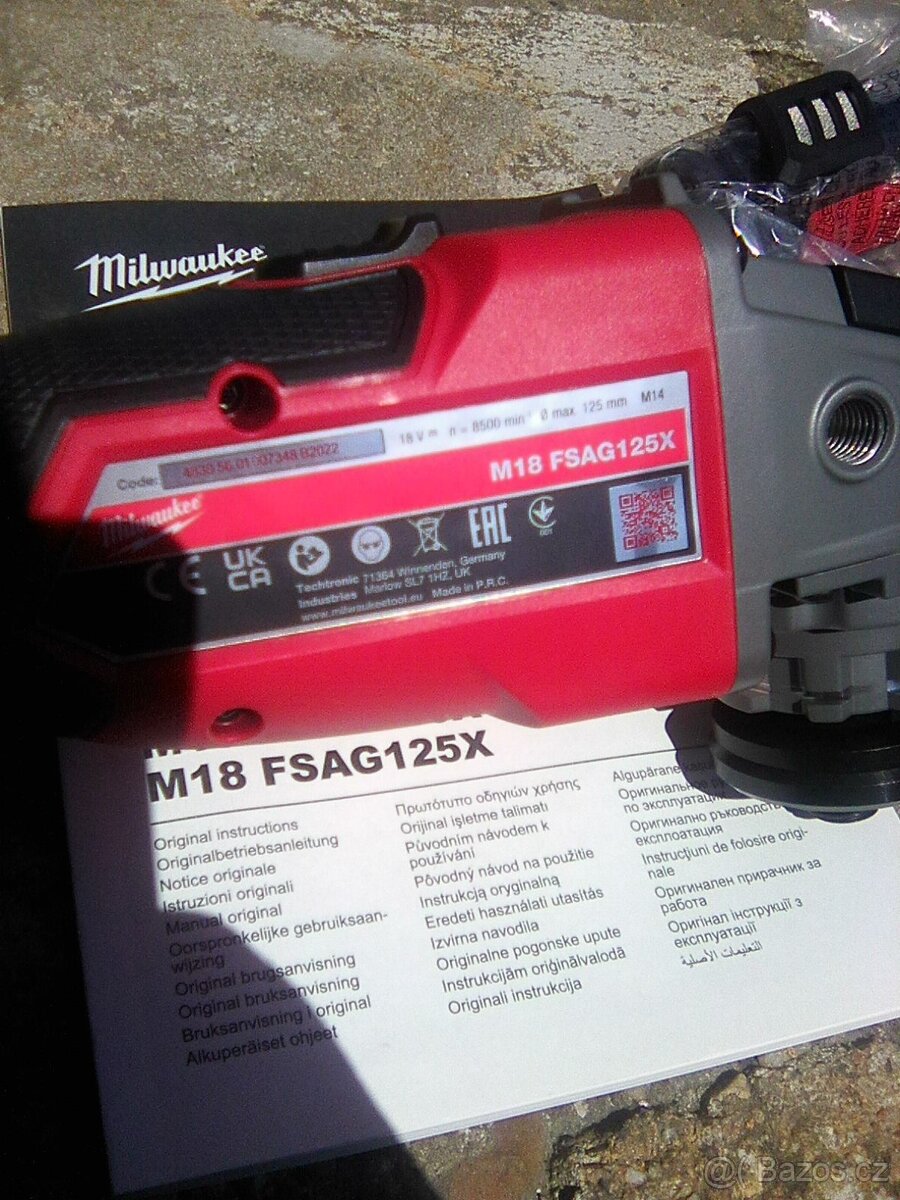 Milwaukee
18 V n = 8500 min Ø max. 125 mm M14
Code:
M18 FSAG125X
Milwaukee
CE UK CA EAC
001
Techtronic 71364 Winnenden, Germany
Industries Marlow SL7 1HZ, UK
www.milwaukeetool.eu Made in P.R.C.
M18 FSAG125X
Original instructions
Originalbetriebsanleitung
Notice originale
Istruzioni originali
Manual original
Oorspronkelijke gebruiksaan-
wijzing
Original brugsanvisning
Original bruksanvisning
Bruksanvisning i original
Alkuperäiset ohjeet
Πρωτότυπο οδηγιών χρήσης
Orijinal işletme talimatı
Původním návodem k
používání
Pôvodný návod na použitie
Instrukcją oryginalną
Eredeti használati utasítás
Izvirna navodila
Originalne pogonske upute
Instrukcijām oriģinālvalodā
Originali instrukcija
Оригинальное
по эксплуатации
Оригинално ръководство
експлоатация
Instrucţiuni de folosire origi-
nale
Оригинален прирачник за
работа
Оригінал інструкції з
експлуатації
التعليمات الأصلية
@( Bazos.cz